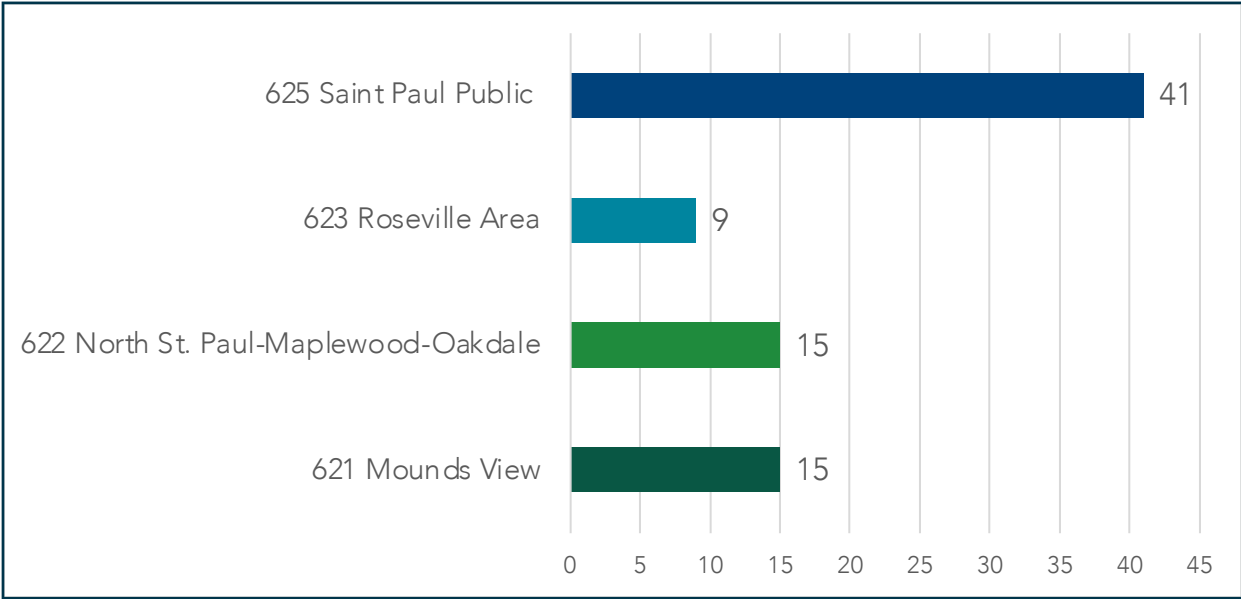 625 Saint Paul Public 41
623 Roseville Area 9
622 North St. Paul-Maplewood-Oakdale 15
621 Mounds View 15
0 5 10 15 20 25 30 35 40 45